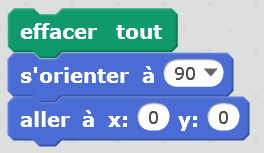 effacer tout
s'orienter à 90
aller à x: 0 y: 0